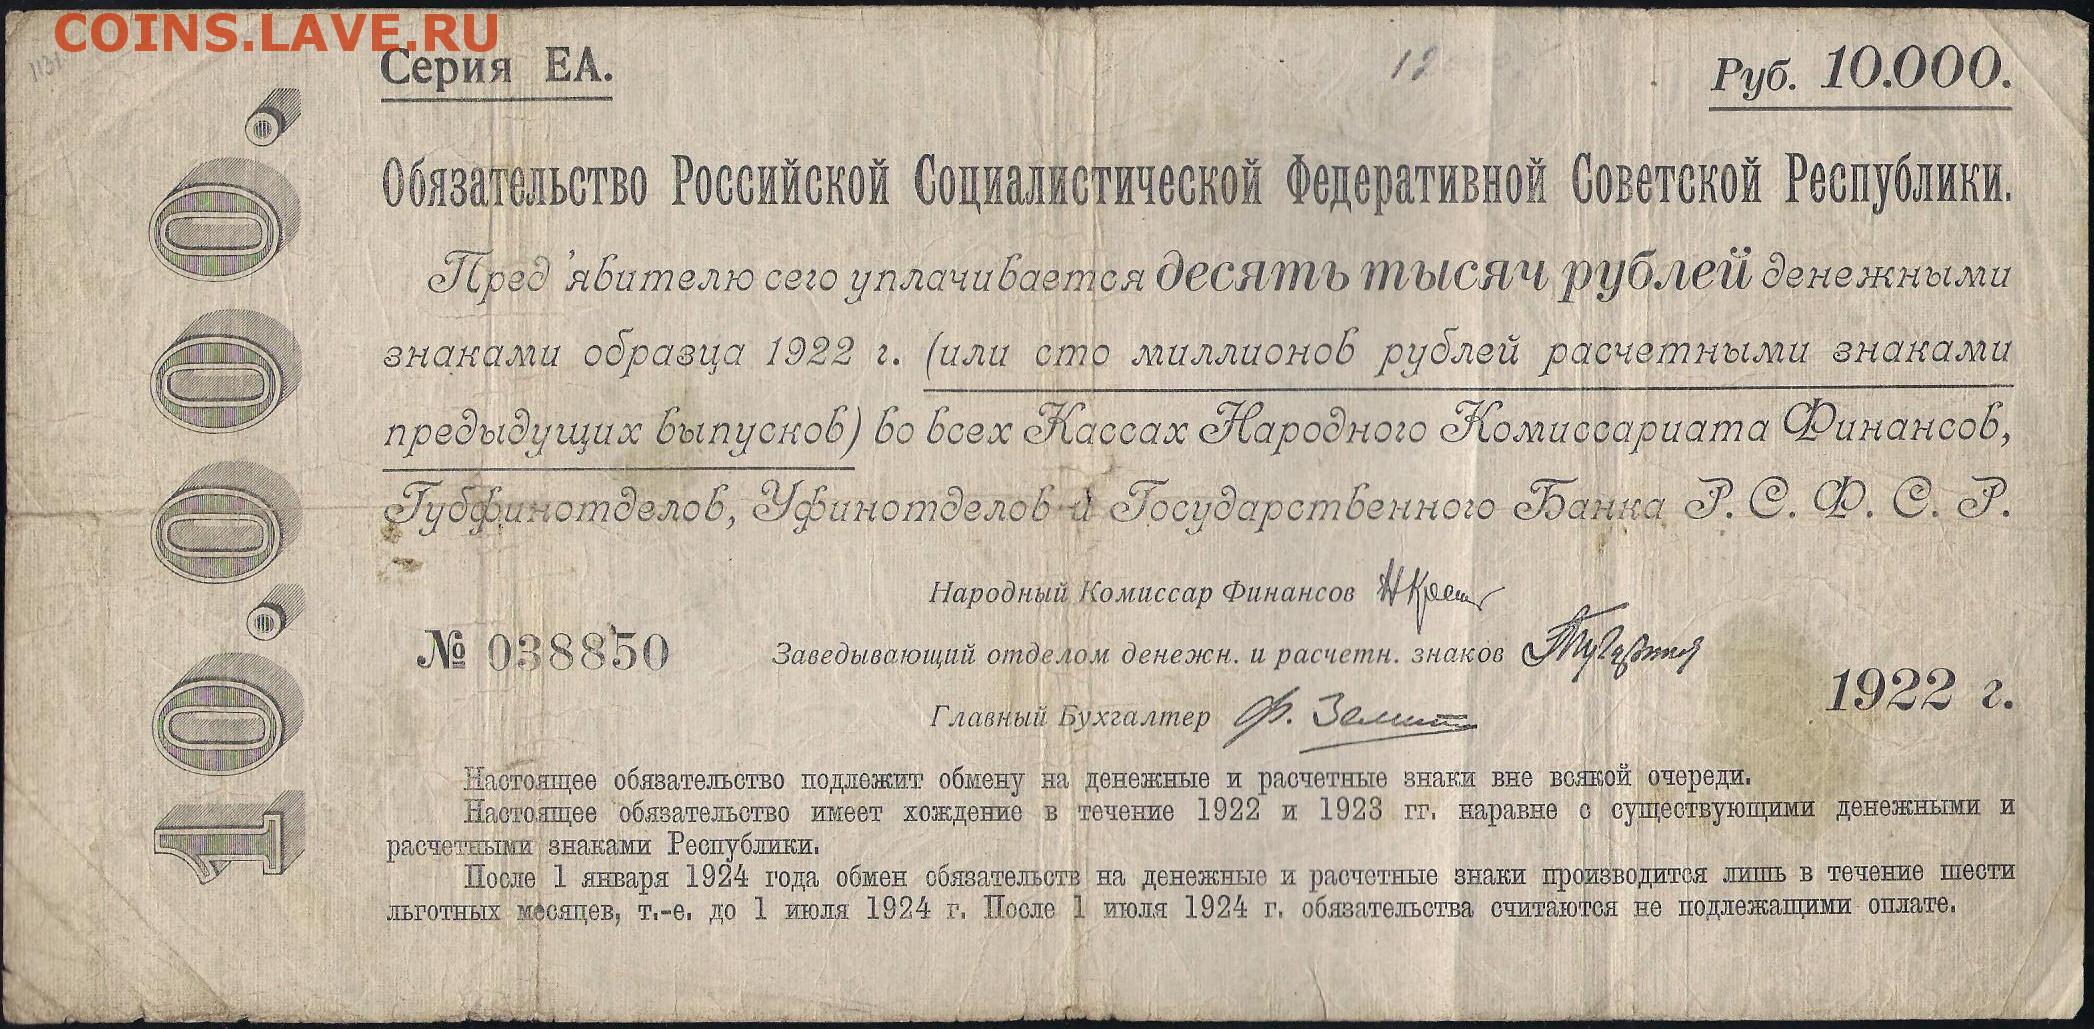 COINS.LAVE.RU
Серия ЕА.
Руб. 10.000.
10.000.
Обязательство Российской Социалистической Федеративной Советской Республики.
Пред'явителю сего уплачивается десять тысяч рублей денежными
знаками образца 1922 г. (или сто миллионов рублей расчетными знаками
предыдущих выпусков) во всех Кассах Народного Комиссариата Финансов,
Губфинотделов, Уфинотделов и Государственного Банка Р. С. Ф. С. Р.
Народный Комиссар Финансов
№ 038850
Заведывающий отделом денежн. и расчетн. знаков
Главный Бухгалтер
1922 г.
Настоящее обязательство подлежит обмену на денежные и расчетные знаки вне всякой очереди.
Настоящее обязательство имеет хождение в течение 1922 и 1923 гг. наравне с существующими денежными и
расчетными знаками Республики.
После 1 января 1924 года обмен обязательств на денежные и расчетные знаки производится лишь в течение шести
льготных месяцев, т.-е. до 1 июля 1924 г. После 1 июля 1924 г. обязательства считаются не подлежащими оплате.